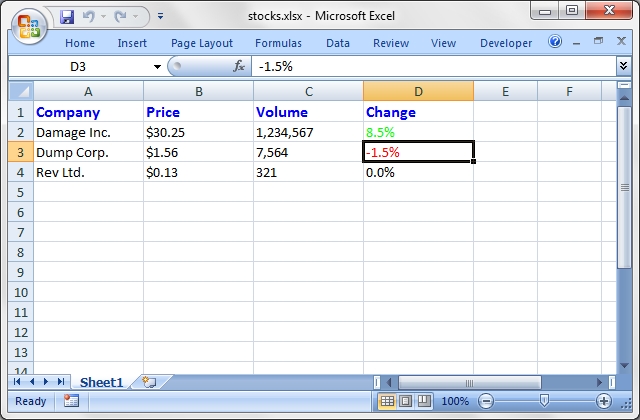 stocks.xlsx - Microsoft Excel
Home Insert Page Layout Formulas Data Review View Developer
D3 fx -1.5%
A B C D E F
1 Company Price Volume Change
2 Damage Inc. $30.25 1,234,567 8.5%
3 Dump Corp. $1.56 7,564 -1.5%
4 Rev Ltd. $0.13 321 0.0%
5
6
7
8
9
10
11
12
13
14
Sheet1
Ready 100%